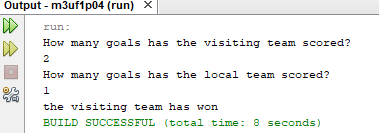 Output - m3uf1p04 (run) ×
run:
How many goals has the visiting team scored?
2
How many goals has the local team scored?
1
the visiting team has won
BUILD SUCCESSFUL (total time: 8 seconds)